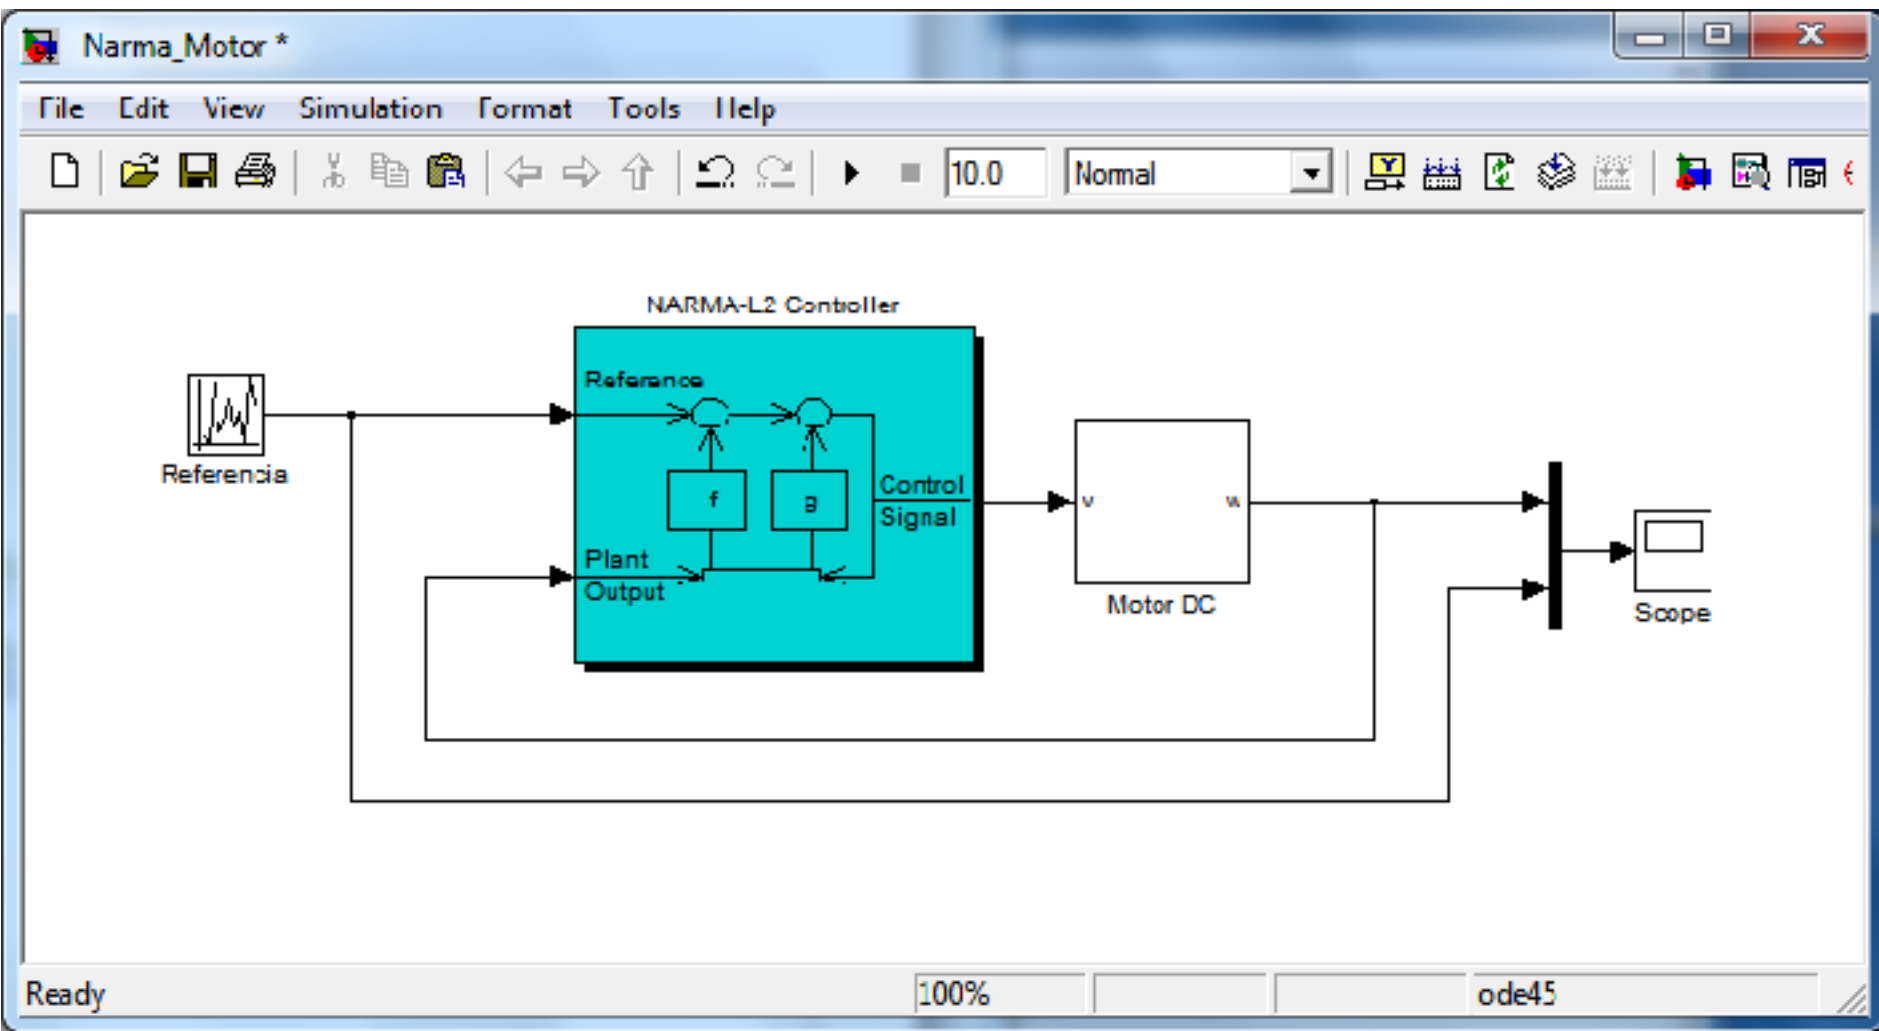 Narma_Motor *
File Edit View Simulation Format Tools Help
10.0 Normal
NARMA-L2 Controller
Reference
Referencia
f
g
Control
Signal
Plant
Output
v
w
Motor DC
Scope
Ready 100% ode45